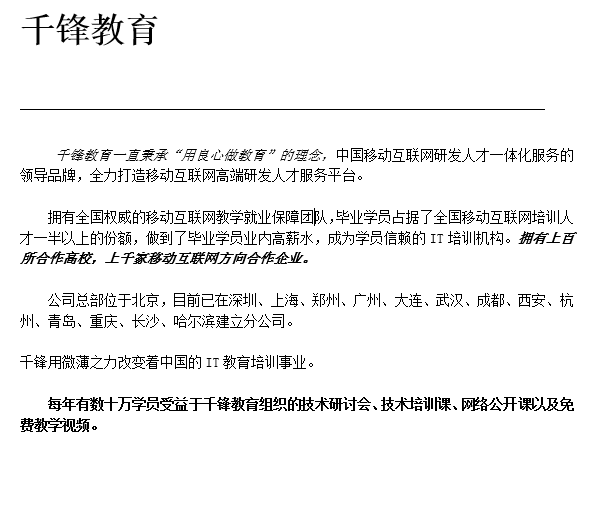 千锋教育
千锋教育一直秉承“用良心做教育”的理念，中国移动互联网研发人才一体化服务的
领导品牌，全力打造移动互联网高端研发人才服务平台。
拥有全国权威的移动互联网教学就业保障团队，毕业学员占据了全国移动互联网培训人
才一半以上的份额，做到了毕业学员业内高薪水，成为学员信赖的 IT 培训机构。拥有上百
所合作高校，上千家移动互联网方向合作企业。
公司总部位于北京，目前已在深圳、上海、郑州、广州、大连、武汉、成都、西安、杭
州、青岛、重庆、长沙、哈尔滨建立分公司。
千锋用微薄之力改变着中国的 IT 教育培训事业。
每年有数十万学员受益于千锋教育组织的技术研讨会、技术培训课、网络公开课以及免
费教学视频。